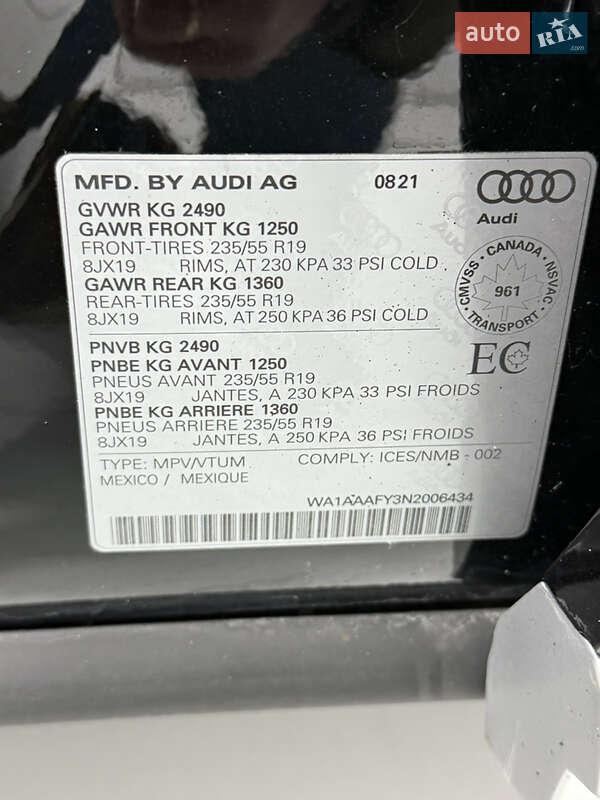 auto RIA.com
MFD. BY AUDI AG 0821
Audi
GVWR KG 2490
GAWR FRONT KG 1250
FRONT-TIRES 235/55 R19
8JX19 RIMS, AT 230 KPA 33 PSI COLD
GAWR REAR KG 1360
REAR-TIRES 235/55 R19
8JX19 RIMS, AT 250 KPA 36 PSI COLD
CMVSS • CANADA • NSVAC
961
TRANSPORT
PNVB KG 2490
PNBE KG AVANT 1250
PNEUS AVANT 235/55 R19
8JX19 JANTES, A 230 KPA 33 PSI FROIDS
PNBE KG ARRIERE 1360
PNEUS ARRIERE 235/55 R19
8JX19 JANTES, A 250 KPA 36 PSI FROIDS
EC
TYPE: MPV/VTUM COMPLY: ICES/NMB - 002
MEXICO / MEXIQUE
WA1AAAFY3N2006434